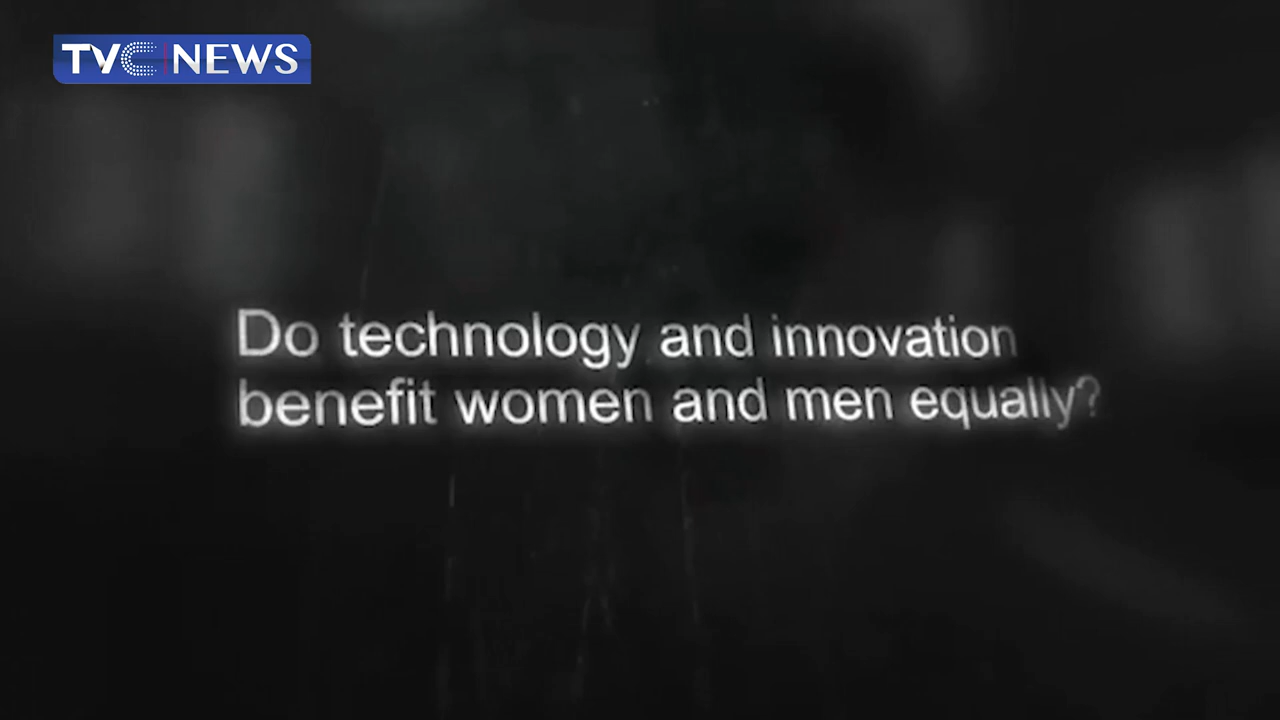 TVC NEWS
Do technology and innovation
benefit women and men equally?